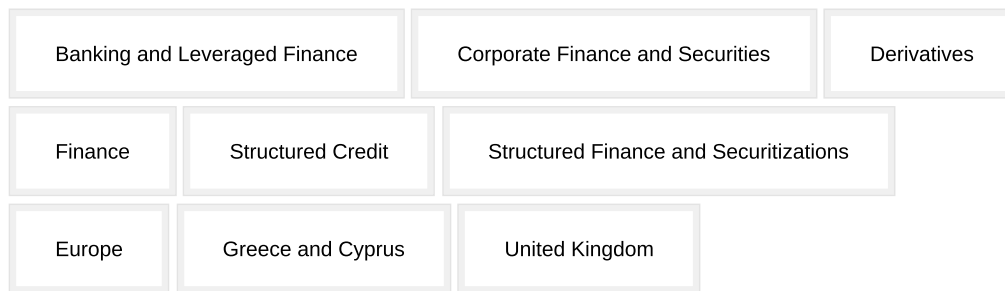 Banking and Leveraged Finance Corporate Finance and Securities Derivatives
Finance Structured Credit Structured Finance and Securitizations
Europe Greece and Cyprus United Kingdom